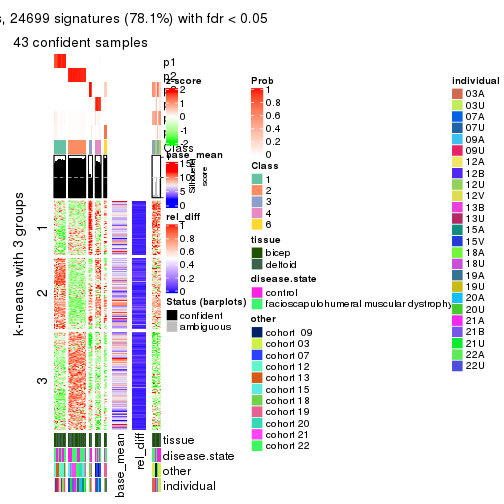 s, 24699 signatures (78.1%) with fdr < 0.05
43 confident samples
p1
p2
z-score
2
1
0
-1
-2
Class
base_mean
15
10
5
0
Silhouette
score
rel_diff
1
0.8
0.6
0.4
0.2
0
Status (barplots)
confident
ambiguous
k-means with 3 groups
1
2
3
base_mean
rel_diff
tissue
disease.state
other
individual
Prob
1
0.8
0.6
0.4
0.2
0
Class
1
2
3
4
6
tissue
bicep
deltoid
disease.state
control
facioscapulohumeral muscular dystrophy
other
cohort 09
cohort 03
cohort 07
cohort 12
cohort 13
cohort 15
cohort 18
cohort 19
cohort 20
cohort 21
cohort 22
individual
03A
03U
07A
07U
09A
09U
12A
12B
12U
12V
13B
13U
15A
15V
18A
18U
19A
19U
20A
20U
21A
21B
21U
22A
22U